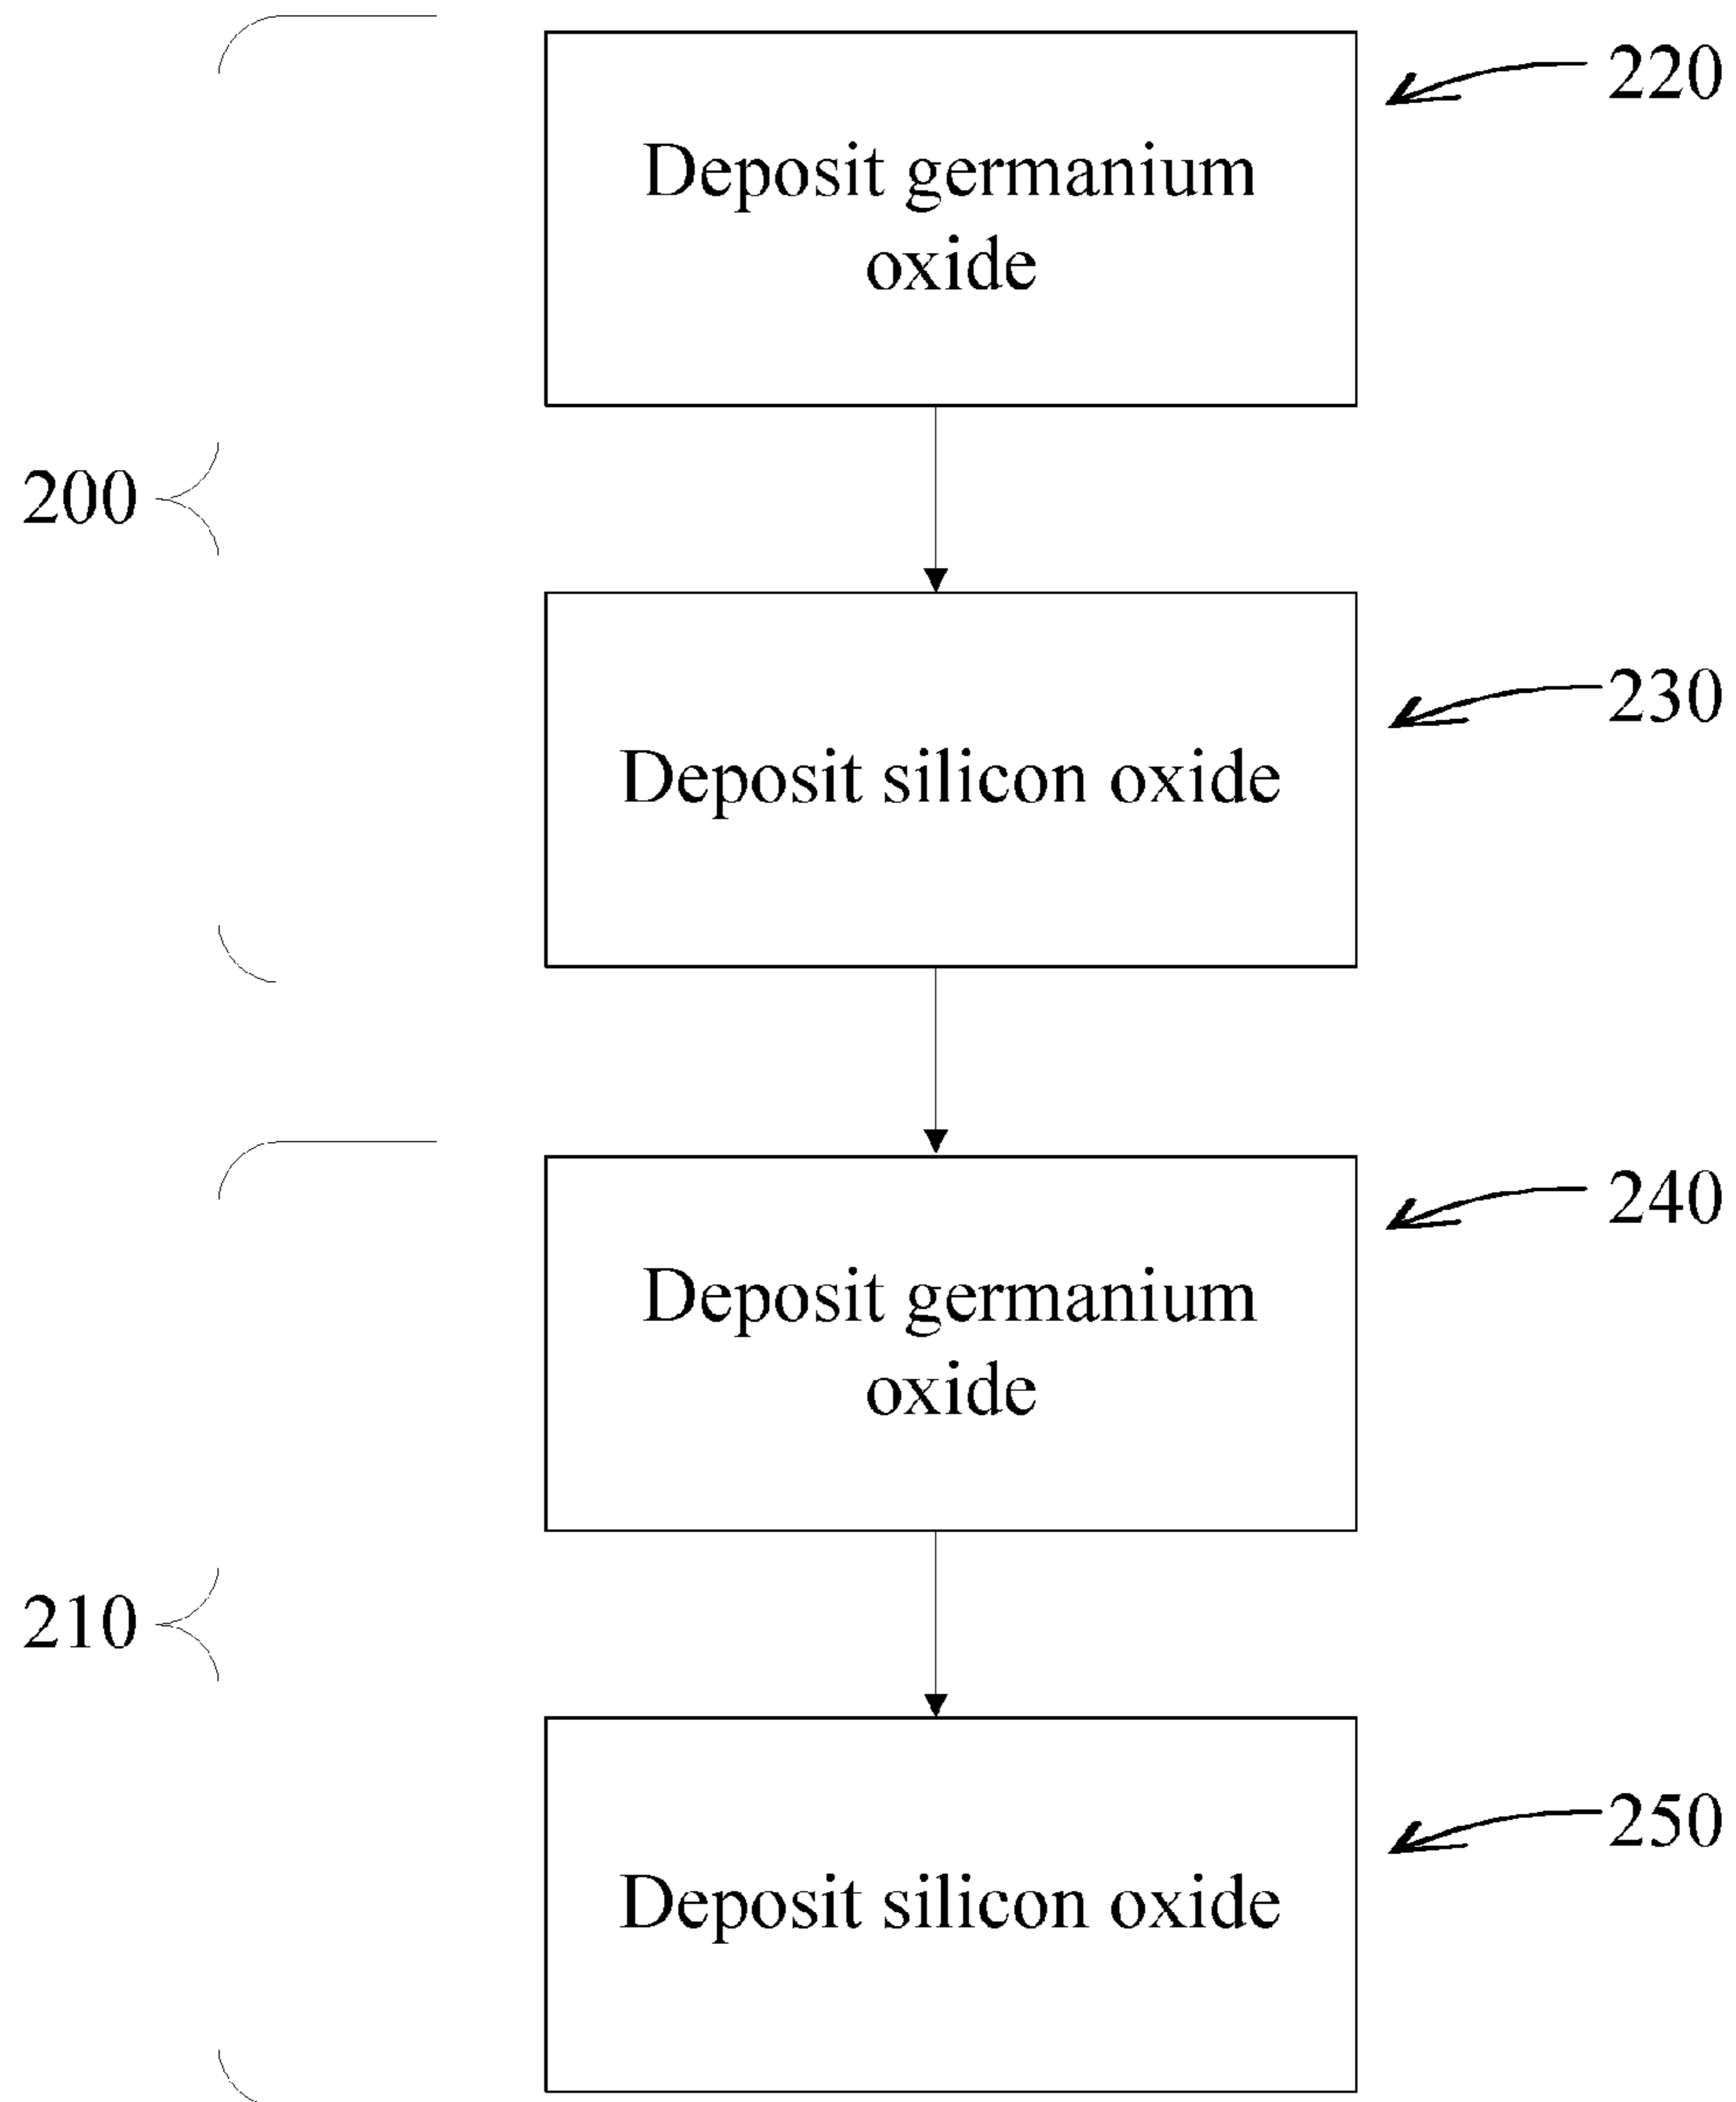 220
Deposit germanium
oxide
200
230
Deposit silicon oxide
240
Deposit germanium
oxide
210
250
Deposit silicon oxide